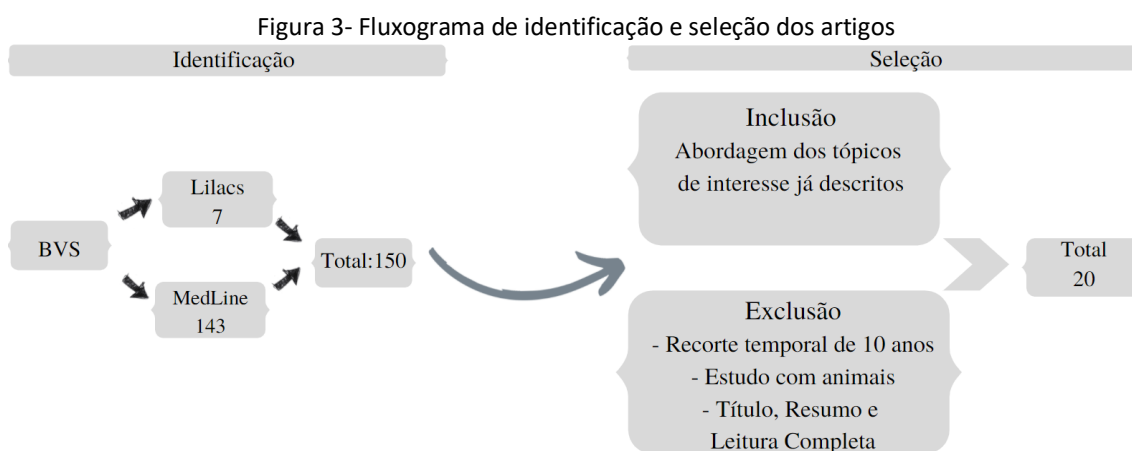 Figura 3- Fluxograma de identificação e seleção dos artigos
Identificação
Seleção
BVS
Lilacs
7
MedLine
143
Total:150
Inclusão
Abordagem dos tópicos
de interesse já descritos
Exclusão
- Recorte temporal de 10 anos
- Estudo com animais
- Título, Resumo e
Leitura Completa
Total
20